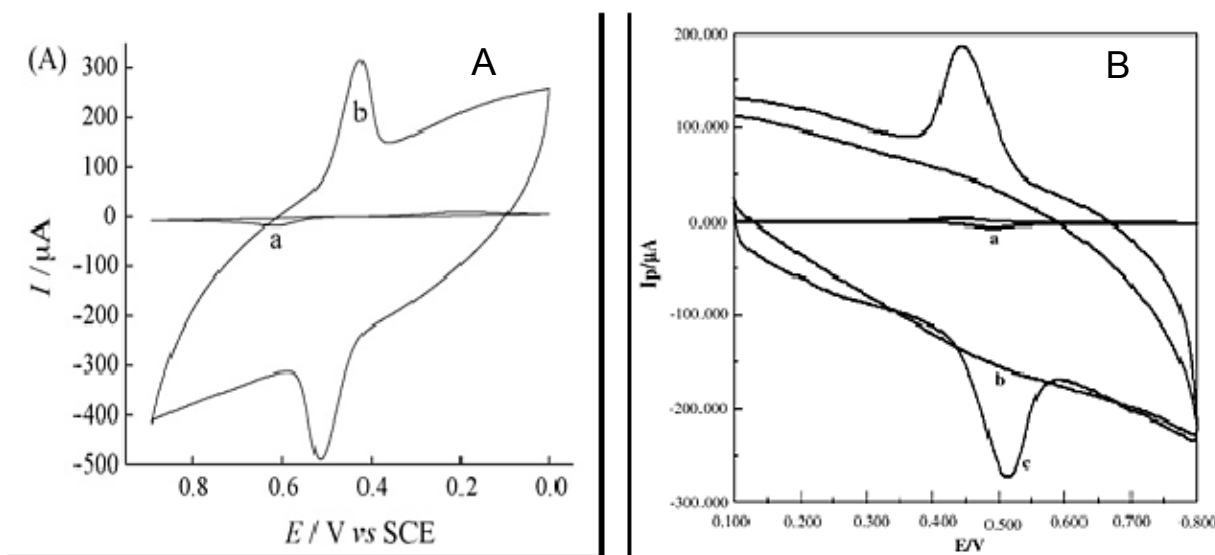 (A)
A
300
b
200
100
0
a
-100
-200
-300
-400
-500
I / μA
0.8 0.6 0.4 0.2 0.0
E / V vs SCE
200.000
B
100.000
0.000
a
Ip/μA
-100.000
b
-200.000
c
-300.000
0.100 0.200 0.300 0.400 0.500 0.600 0.700 0.800
E/V